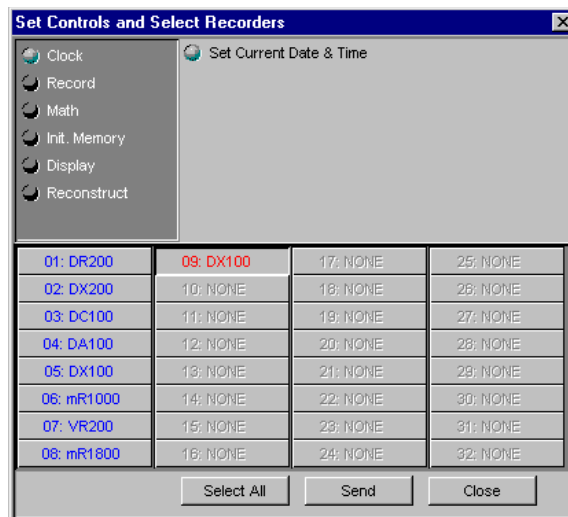 Set Controls and Select Recorders
Clock
Record
Math
Init. Memory
Display
Reconstruct
Set Current Date & Time
01: DR200 09: DX100 17: NONE 25: NONE
02: DX200 10: NONE 18: NONE 26: NONE
03: DC100 11: NONE 19: NONE 27: NONE
04: DA100 12: NONE 20: NONE 28: NONE
05: DX100 13: NONE 21: NONE 29: NONE
06: mR1000 14: NONE 22: NONE 30: NONE
07: VR200 15: NONE 23: NONE 31: NONE
08: mR1800 16: NONE 24: NONE 32: NONE
Select All Send Close